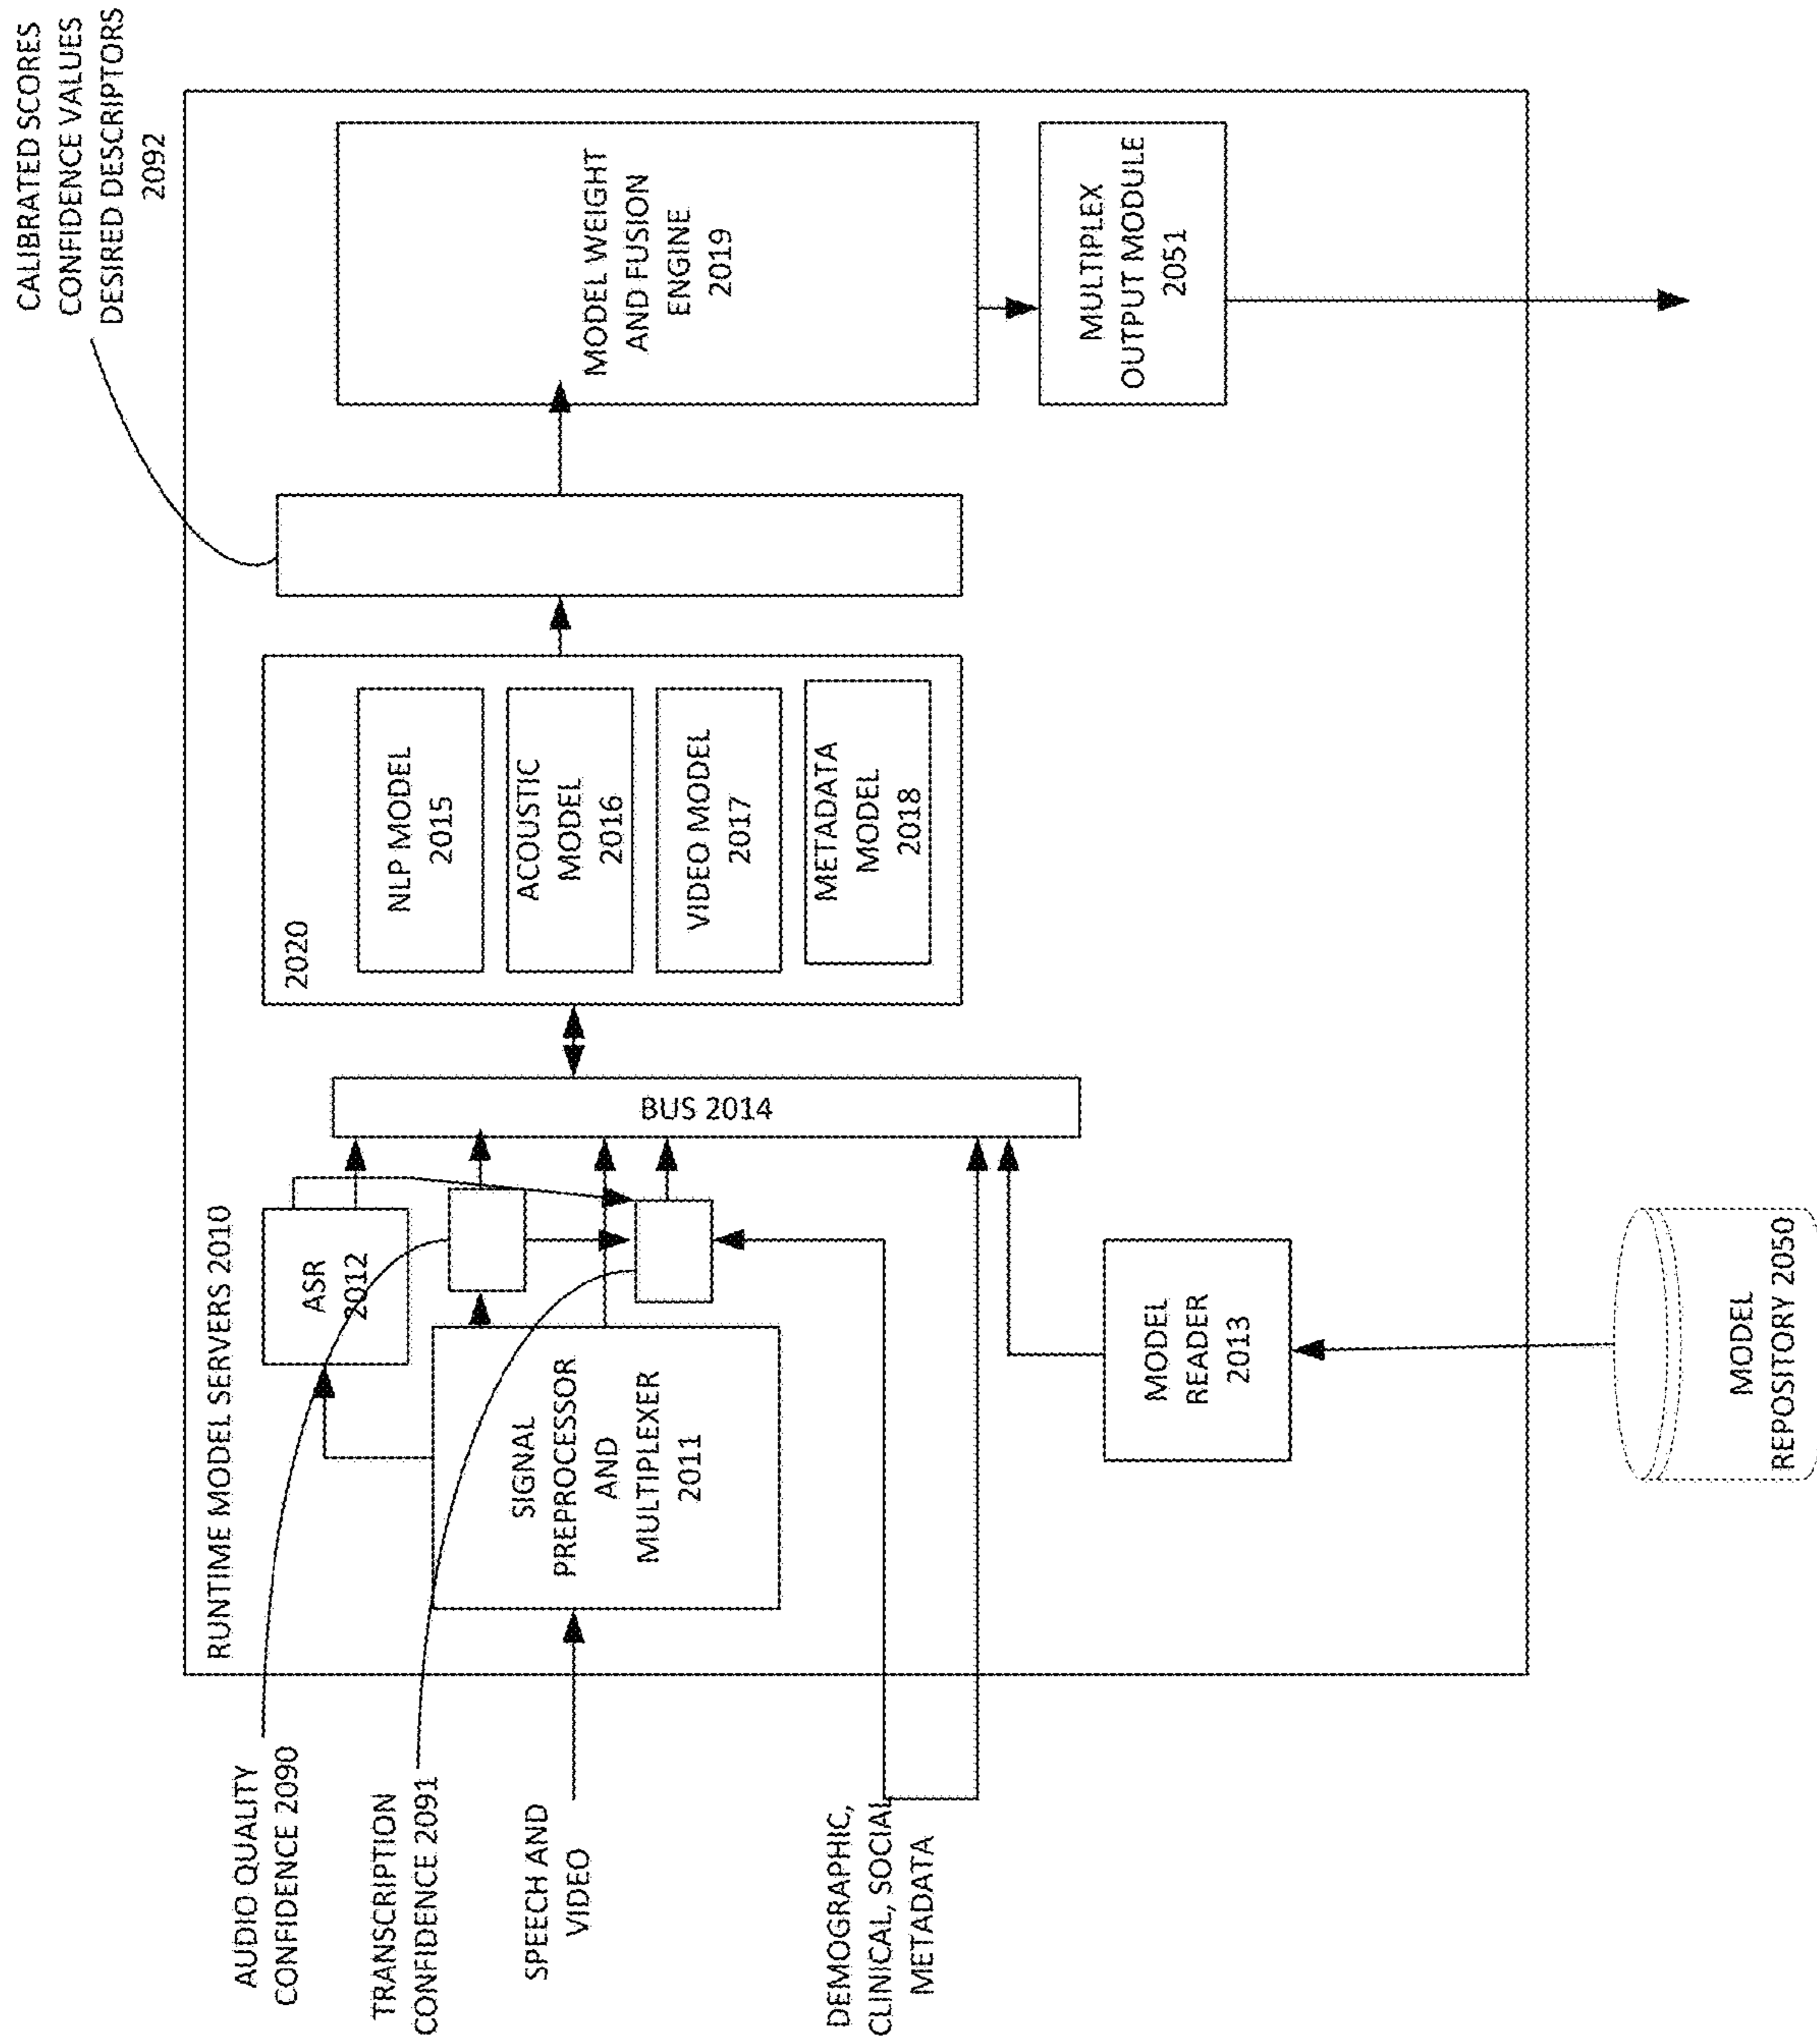 CALIBRATED SCORES
CONFIDENCE VALUES
DESIRED DESCRIPTORS
2092
RUNTIME MODEL SERVERS 2010
AUDIO QUALITY
CONFIDENCE 2090
TRANSCRIPTION
CONFIDENCE 2091
SPEECH AND
VIDEO
DEMOGRAPHIC,
CLINICAL, SOCIAL
METADATA
ASR
2012
SIGNAL
PREPROCESSOR
AND
MULTIPLEXER
2011
MODEL
READER
2013
MODEL
REPOSITORY 2050
BUS 2014
2020
NLP MODEL
2015
ACOUSTIC
MODEL
2016
VIDEO MODEL
2017
METADATA
MODEL
2018
MODEL WEIGHT
AND FUSION
ENGINE
2019
MULTIPLEX
OUTPUT MODULE
2051